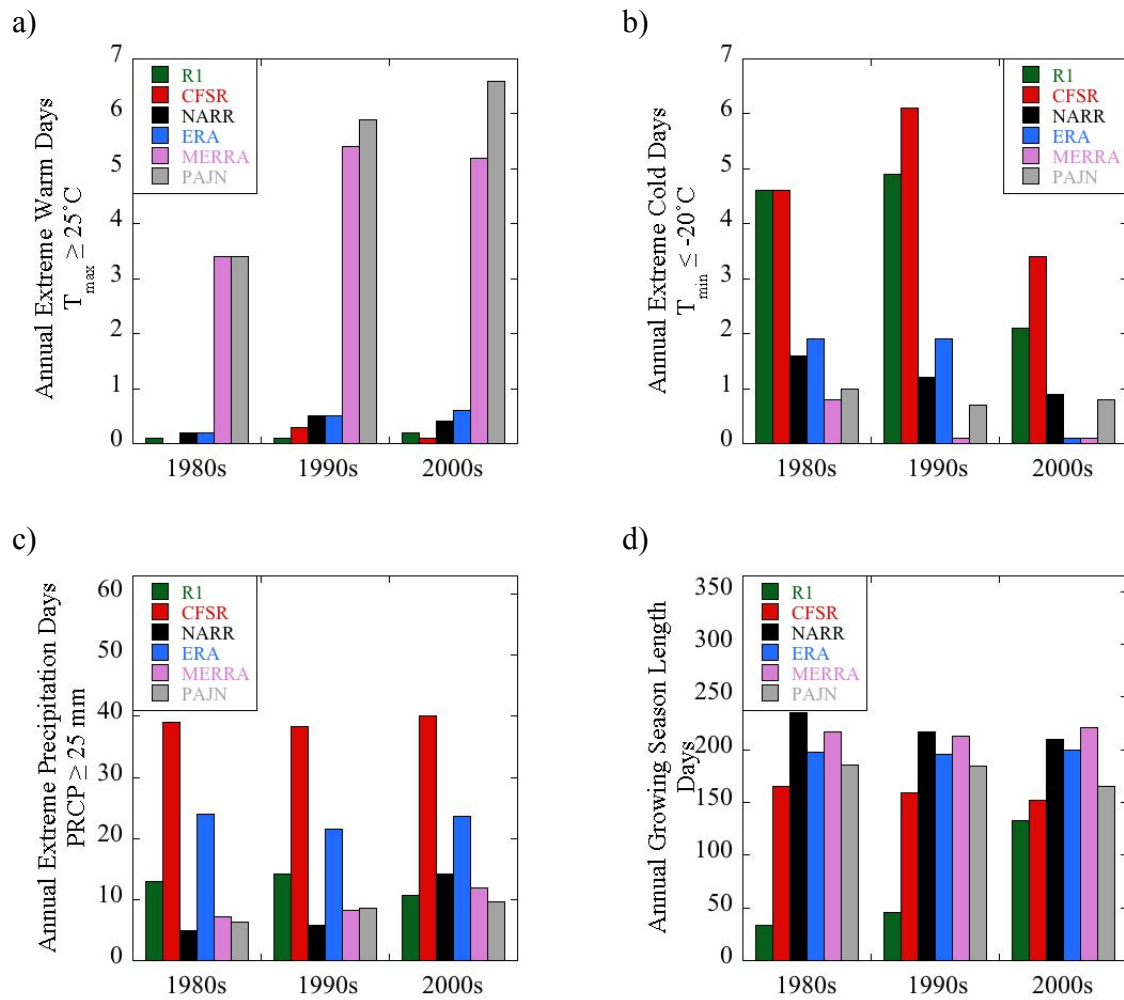 a)
Annual Extreme Warm Days
Tmax ≥ 25˚C
7
6
5
4
3
2
1
0
R1
CFSR
NARR
ERA
MERRA
PAJN
1980s 1990s 2000s
b)
Annual Extreme Cold Days
Tmin ≤ -20˚C
7
6
5
4
3
2
1
0
R1
CFSR
NARR
ERA
MERRA
PAJN
1980s 1990s 2000s
c)
Annual Extreme Precipitation Days
PRCP ≥ 25 mm
60
50
40
30
20
10
0
R1
CFSR
NARR
ERA
MERRA
PAJN
1980s 1990s 2000s
d)
Annual Growing Season Length
Days
350
300
250
200
150
100
50
0
R1
CFSR
NARR
ERA
MERRA
PAJN
1980s 1990s 2000s